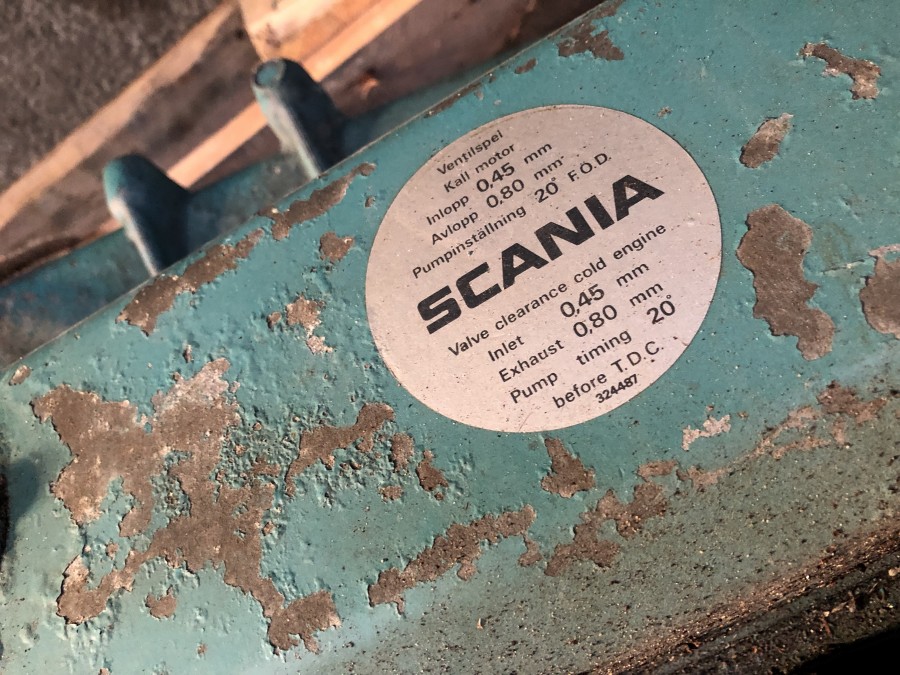 Ventilspel
Kall motor
Inlopp 0,45 mm
Avlopp 0,80 mm
Pumpinställning 20° F.Ö.D.
SCANIA
Valve clearance cold engine
Inlet 0,45 mm
Exhaust 0,80 mm
Pump timing 20°
before T.D.C.
324487